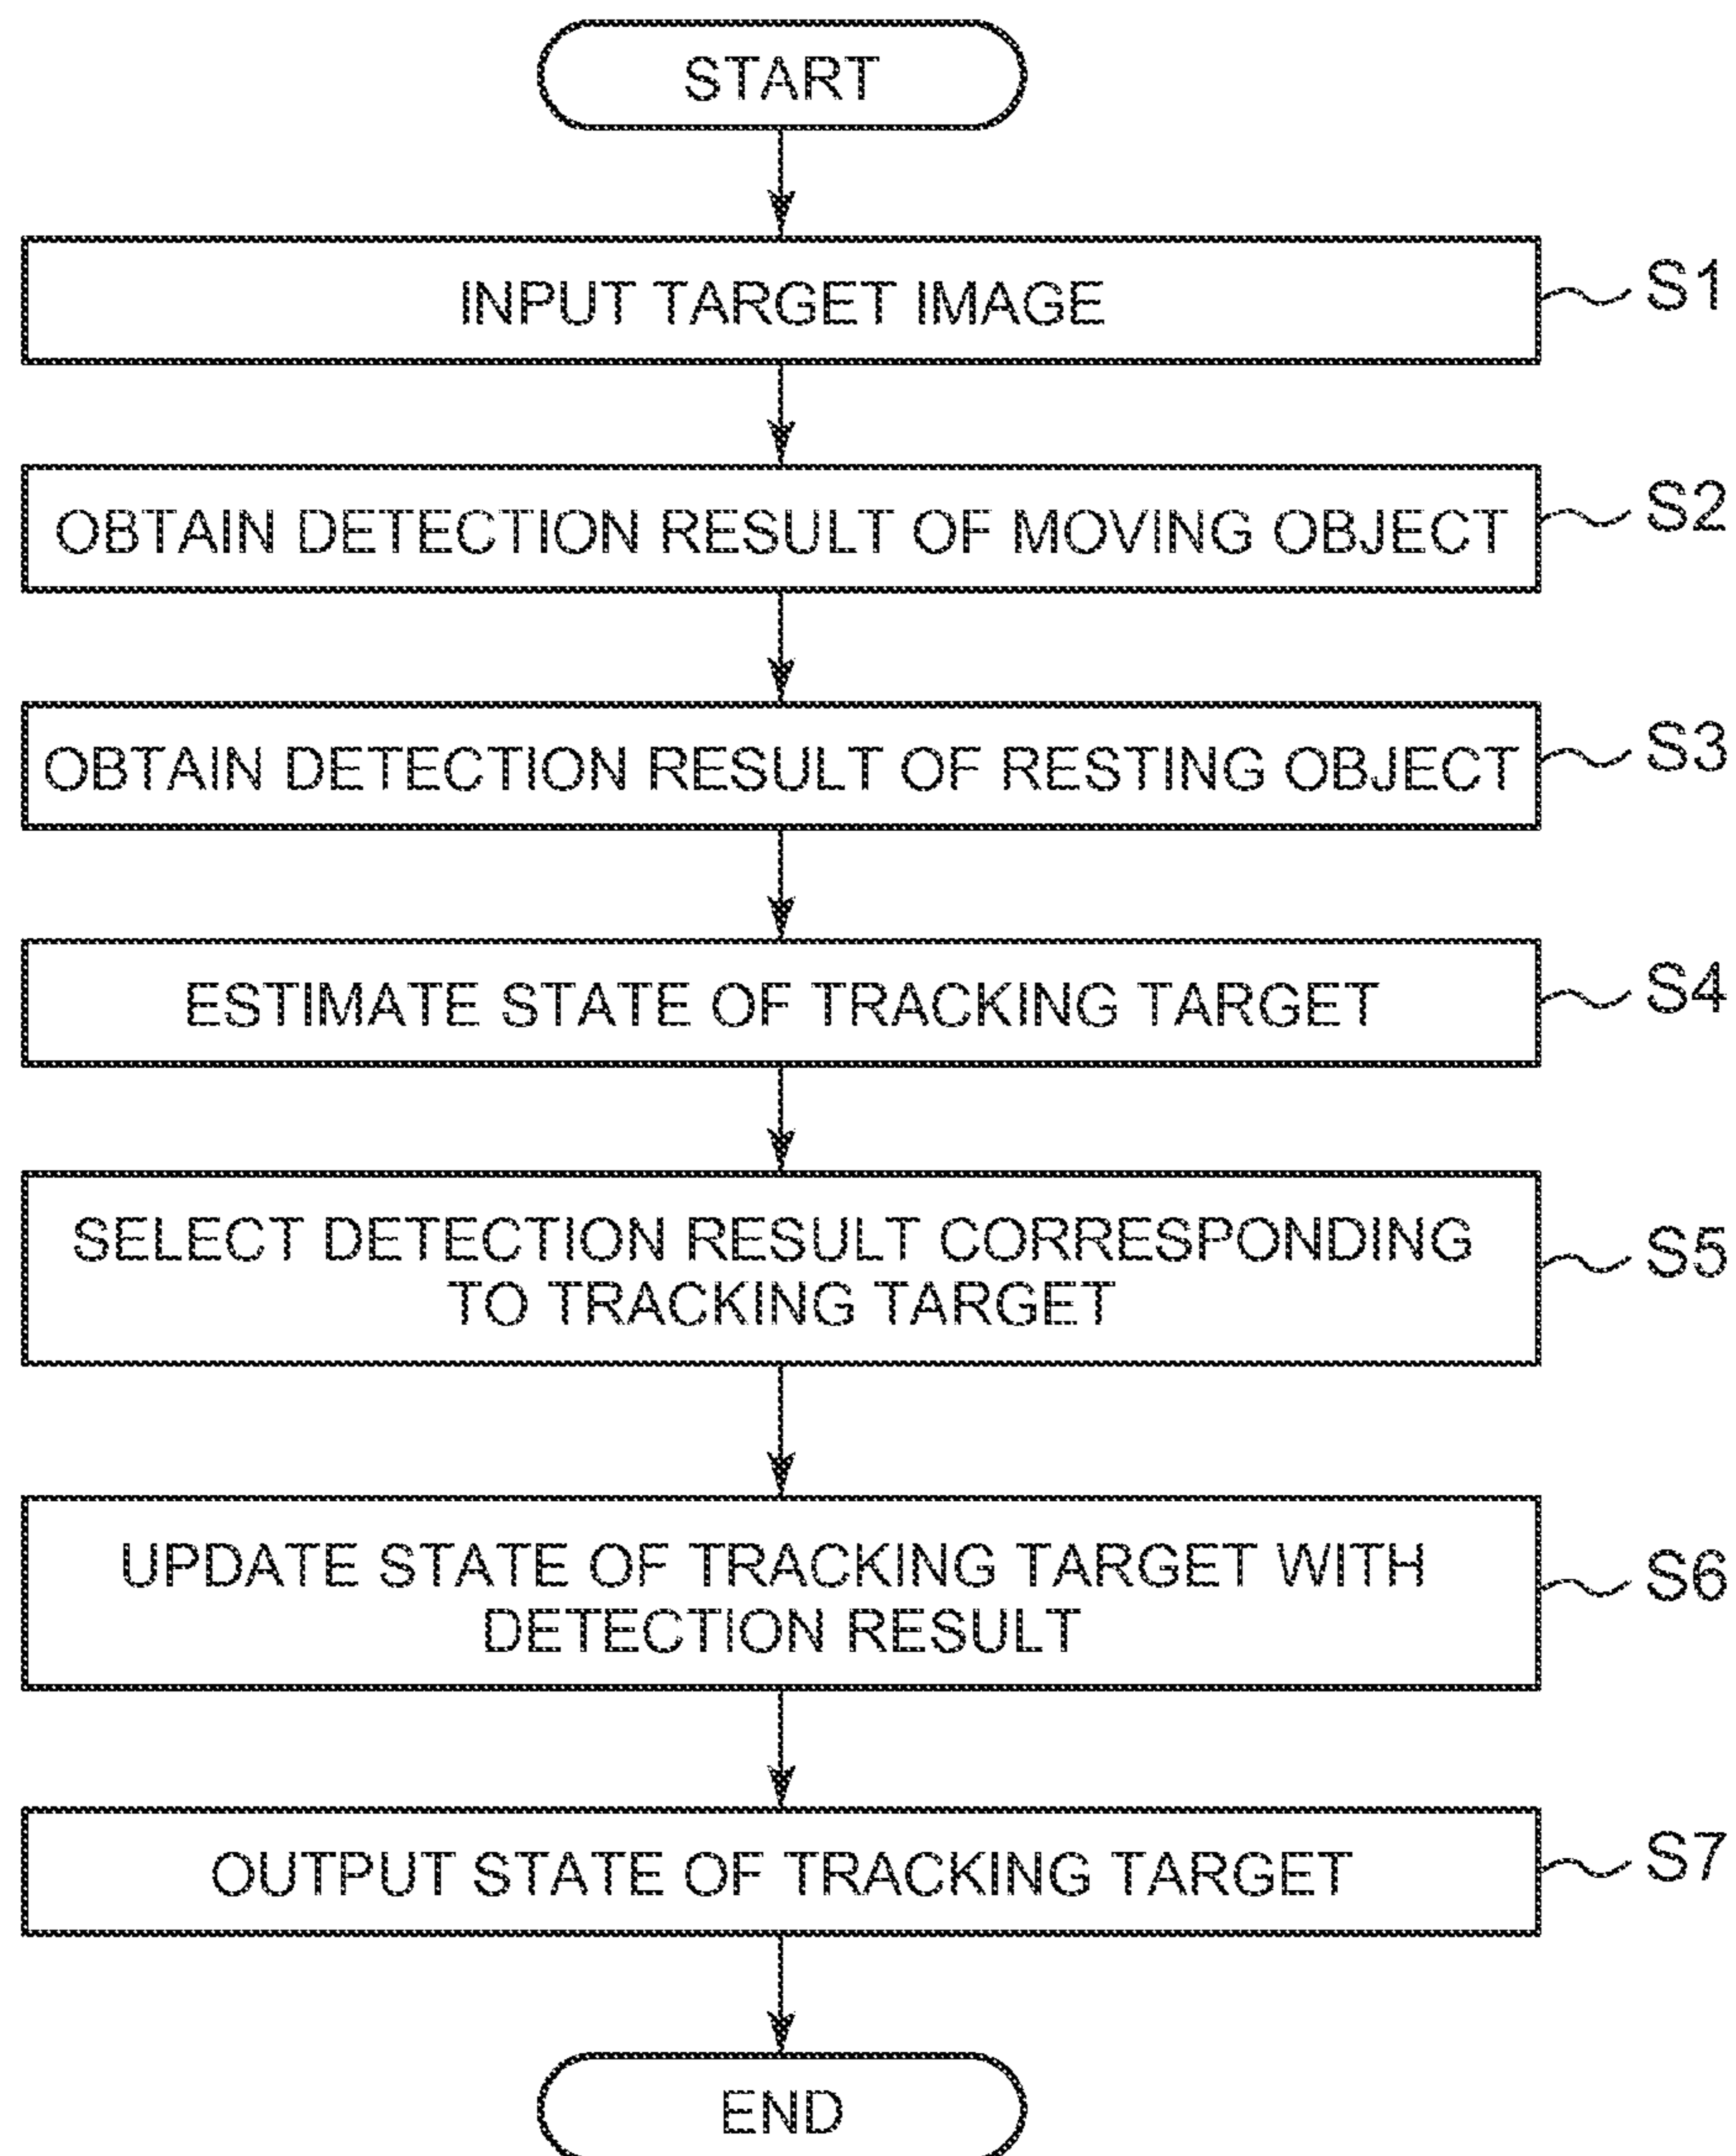 START
INPUT TARGET IMAGE
S1
OBTAIN DETECTION RESULT OF MOVING OBJECT
S2
OBTAIN DETECTION RESULT OF RESTING OBJECT
S3
ESTIMATE STATE OF TRACKING TARGET
S4
SELECT DETECTION RESULT CORRESPONDING
TO TRACKING TARGET
S5
UPDATE STATE OF TRACKING TARGET WITH
DETECTION RESULT
S6
OUTPUT STATE OF TRACKING TARGET
S7
END